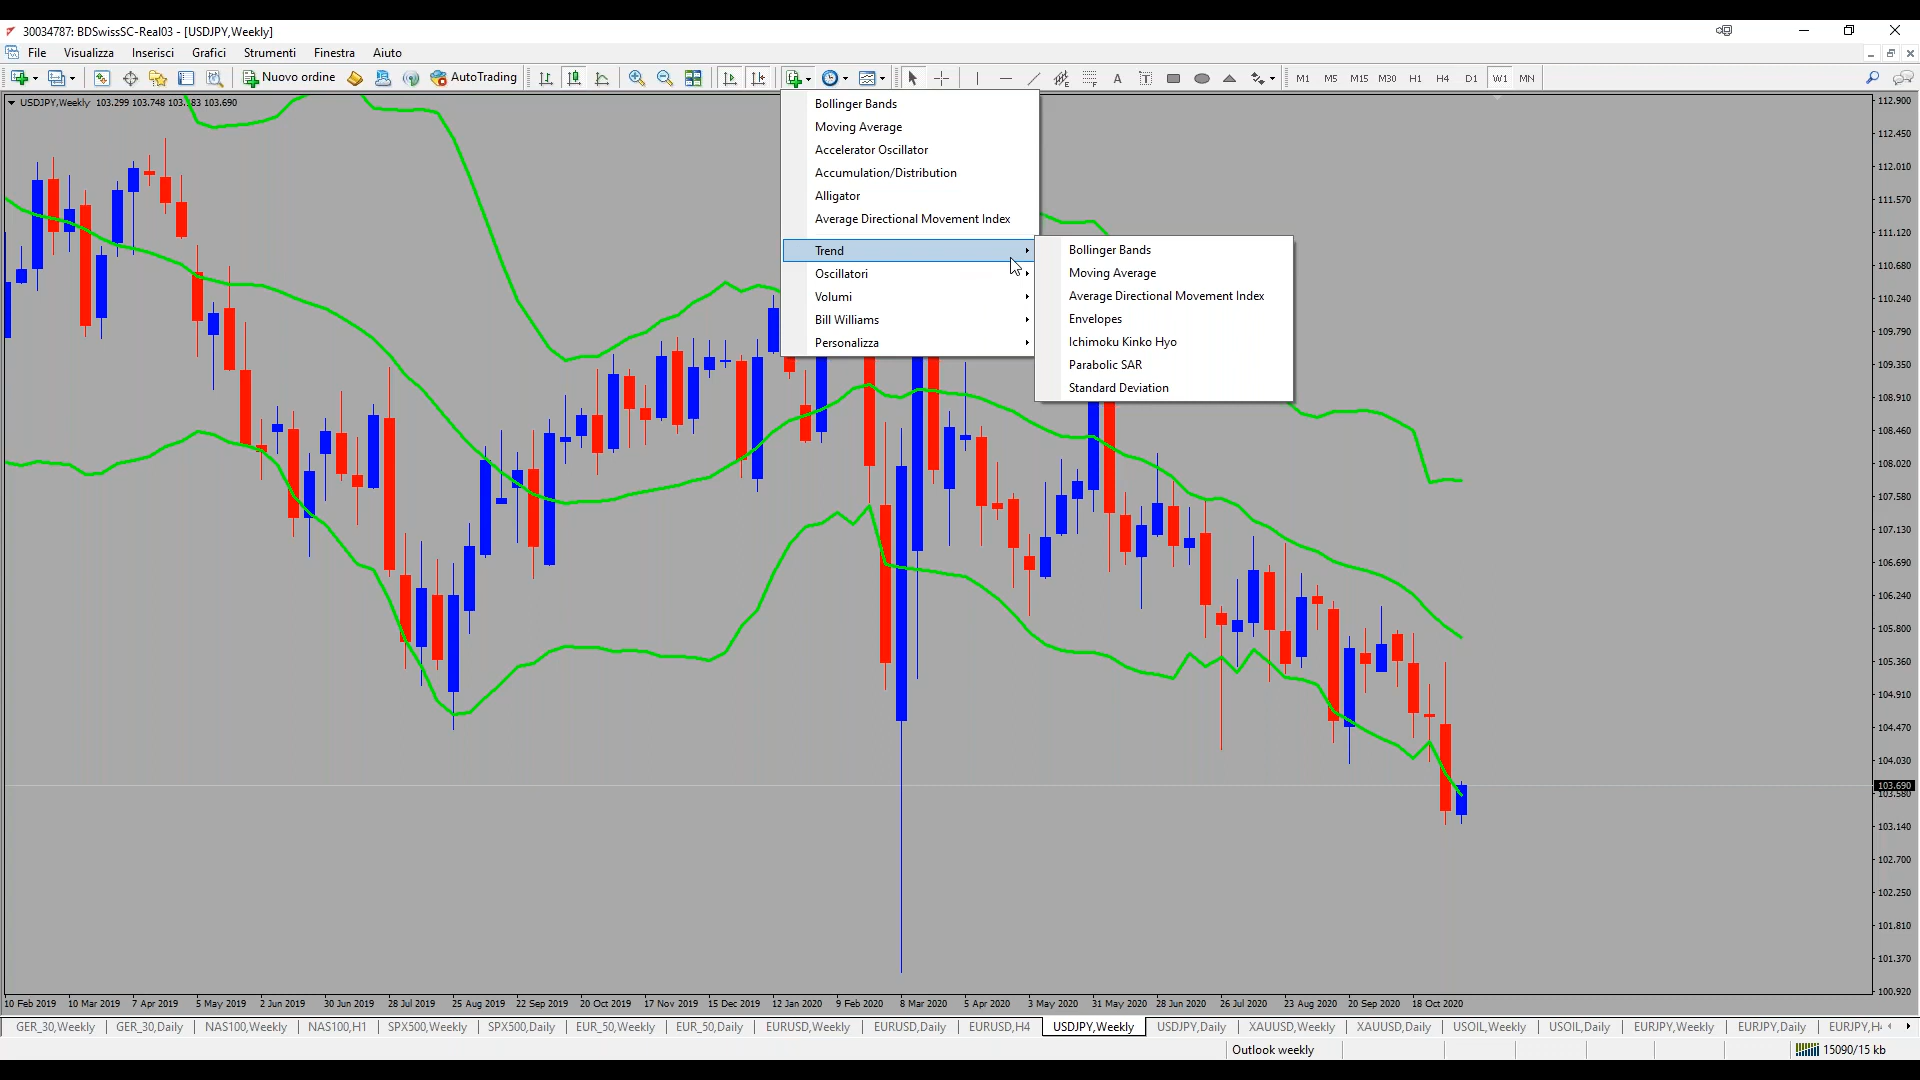 30034787: BDSwissSC-Real03 - [USDJPY,Weekly]
File Visualizza Inserisci Grafici Strumenti Finestra Aiuto
Nuovo ordine AutoTrading A T M1 M5 M15 M30 H1 H4 D1 W1 MN
USDJPY,Weekly 103.299 103.748 103.183 103.690
Bollinger Bands
Moving Average
Accelerator Oscillator
Accumulation/Distribution
Alligator
Average Directional Movement Index
Trend
Oscillatori
Volumi
Bill Williams
Personalizza
Bollinger Bands
Moving Average
Average Directional Movement Index
Envelopes
Ichimoku Kinko Hyo
Parabolic SAR
Standard Deviation
112.900
112.450
112.010
111.570
111.120
110.680
110.240
109.790
109.350
108.910
108.460
108.020
107.580
107.130
106.690
106.240
105.800
105.360
104.910
104.470
104.030
103.690
103.580
103.140
102.700
102.250
101.810
101.370
100.920
10 Feb 2019 10 Mar 2019 7 Apr 2019 5 May 2019 2 Jun 2019 30 Jun 2019 28 Jul 2019 25 Aug 2019 22 Sep 2019 20 Oct 2019 17 Nov 2019 15 Dec 2019 12 Jan 2020 9 Feb 2020 8 Mar 2020 5 Apr 2020 3 May 2020 31 May 2020 28 Jun 2020 26 Jul 2020 23 Aug 2020 20 Sep 2020 18 Oct 2020
GER_30,Weekly GER_30,Daily NAS100,Weekly NAS100,H1 SPX500,Weekly SPX500,Daily EUR_50,Weekly EUR_50,Daily EURUSD,Weekly EURUSD,Daily EURUSD,H4 USDJPY,Weekly USDJPY,Daily XAUUSD,Weekly XAUUSD,Daily USOIL,Weekly USOIL,Daily EURJPY,Weekly EURJPY,Daily EURJPY,H4
Outlook weekly 15090/15 kb